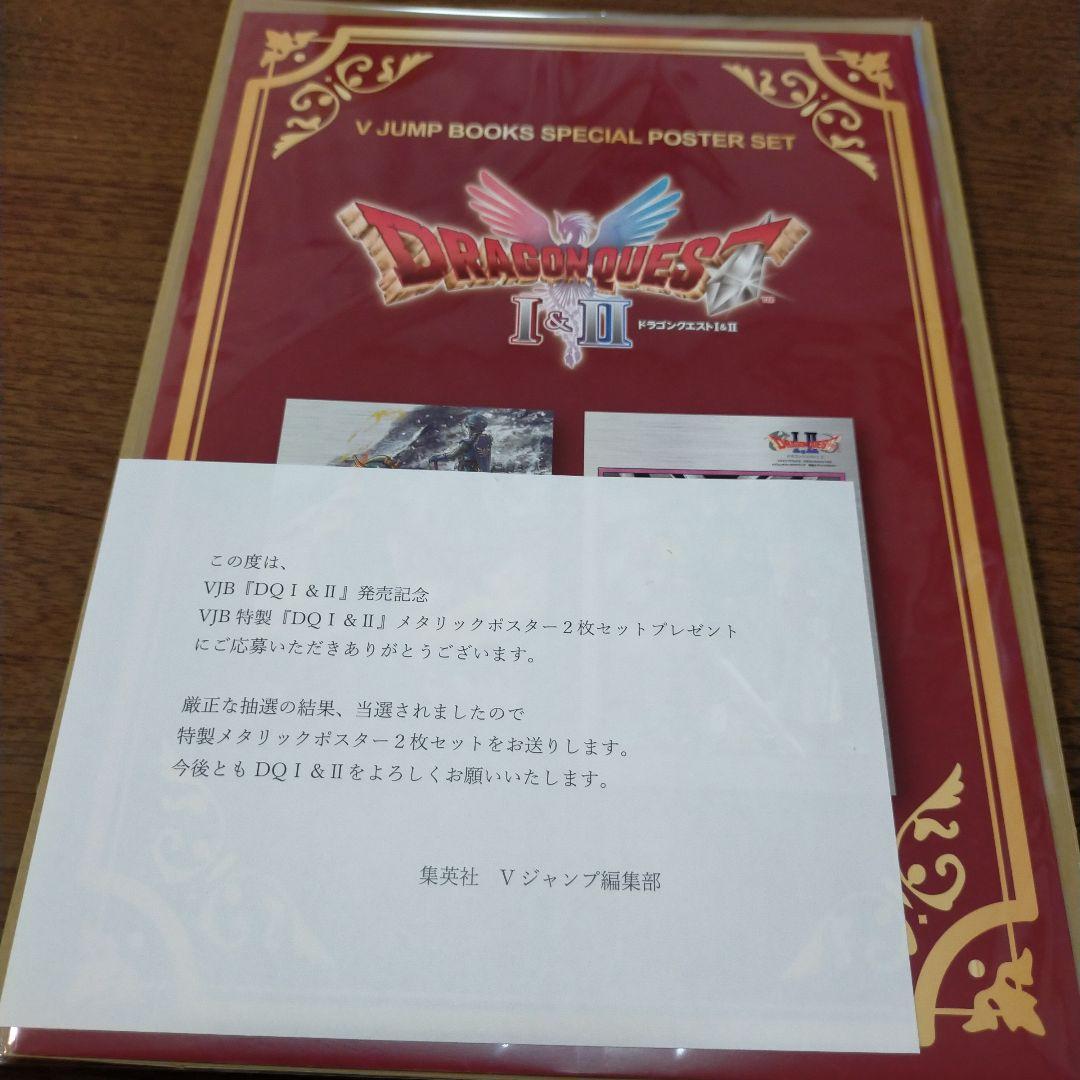 V JUMP BOOKS SPECIAL POSTER SET
DRAGON QUEST
I & II
ドラゴンクエストI&II
DRAGON QUEST
I&II
この度は、
VJB『DQⅠ&Ⅱ』発売記念
VJB 特製『DQⅠ&Ⅱ』メタリックポスター２枚セットプレゼント
にご応募いただきありがとうございます。
厳正な抽選の結果、当選されましたので
特製メタリックポスター２枚セットをお送りします。
今後とも DQⅠ&Ⅱをよろしくお願いいたします。
集英社　Ｖジャンプ編集部